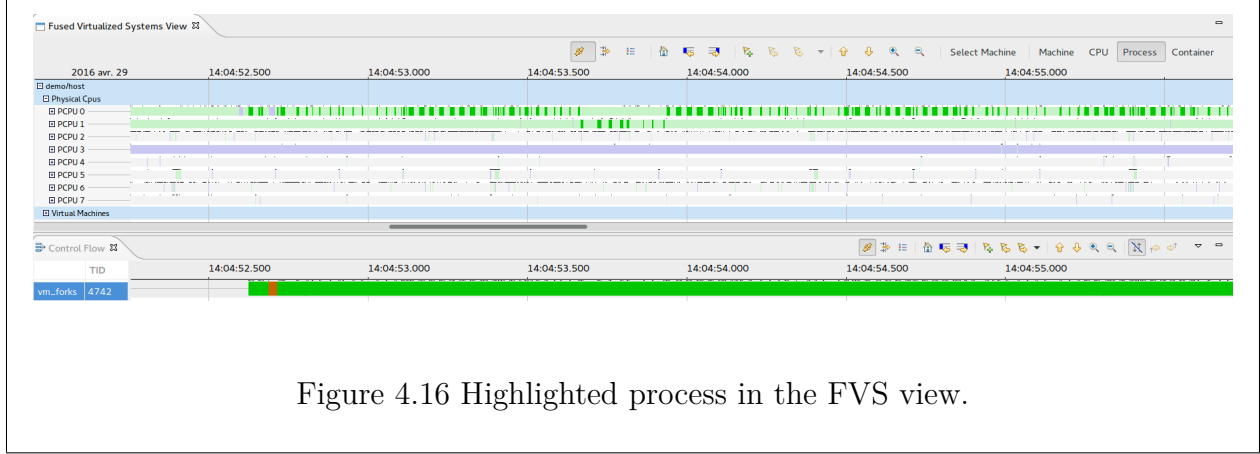 Fused Virtualized Systems View
Select Machine Machine CPU Process Container
2016 avr. 29 14:04:52.500 14:04:53.000 14:04:53.500 14:04:54.000 14:04:54.500 14:04:55.000
demo/host
Physical Cpus
PCPU 0
PCPU 1
PCPU 2
PCPU 3
PCPU 4
PCPU 5
PCPU 6
PCPU 7
Virtual Machines
Control Flow
TID 14:04:52.500 14:04:53.000 14:04:53.500 14:04:54.000 14:04:54.500 14:04:55.000
vm_forks 4742
Figure 4.16 Highlighted process in the FVS view.